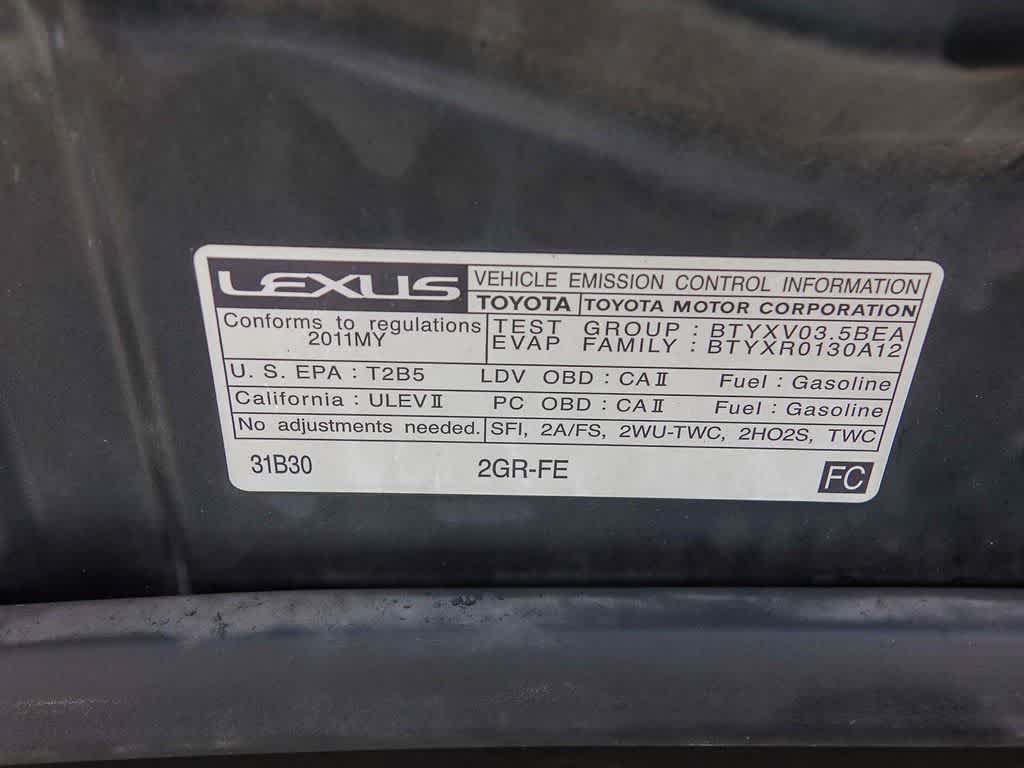 LEXUS VEHICLE EMISSION CONTROL INFORMATION
TOYOTA TOYOTA MOTOR CORPORATION
Conforms to regulations
2011MY
TEST GROUP : BTYXV03.5BEA
EVAP FAMILY : BTYXR0130A12
U. S. EPA : T2B5 LDV OBD : CAⅡ Fuel : Gasoline
California : ULEVⅡ PC OBD : CAⅡ Fuel : Gasoline
No adjustments needed. SFI, 2A/FS, 2WU-TWC, 2HO2S, TWC
31B30 2GR-FE FC